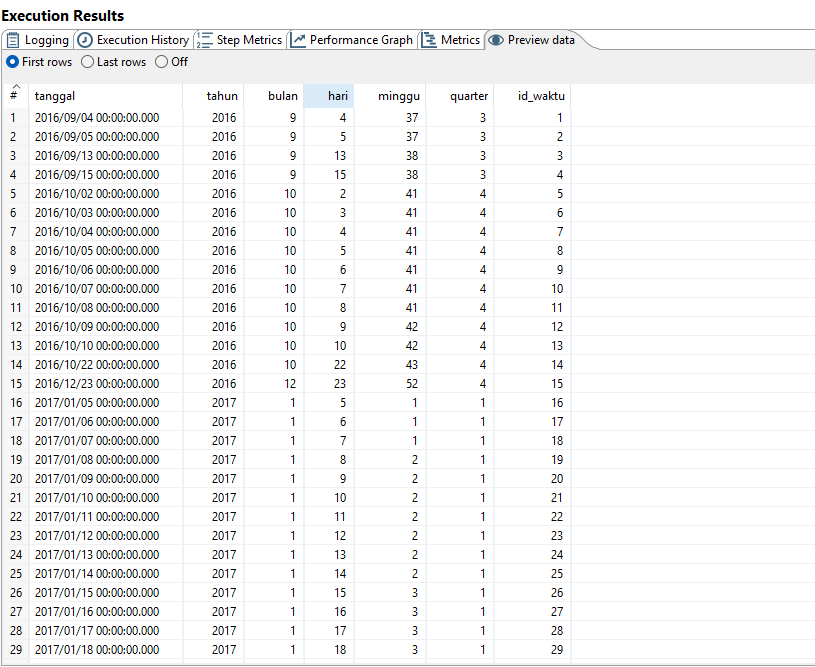 Execution Results
Logging Execution History Step Metrics Performance Graph Metrics Preview data
First rows Last rows Off
# tanggal tahun bulan hari minggu quarter id_waktu
1 2016/09/04 00:00:00.000 2016 9 4 37 3 1
2 2016/09/05 00:00:00.000 2016 9 5 37 3 2
3 2016/09/13 00:00:00.000 2016 9 13 38 3 3
4 2016/09/15 00:00:00.000 2016 9 15 38 3 4
5 2016/10/02 00:00:00.000 2016 10 2 41 4 5
6 2016/10/03 00:00:00.000 2016 10 3 41 4 6
7 2016/10/04 00:00:00.000 2016 10 4 41 4 7
8 2016/10/05 00:00:00.000 2016 10 5 41 4 8
9 2016/10/06 00:00:00.000 2016 10 6 41 4 9
10 2016/10/07 00:00:00.000 2016 10 7 41 4 10
11 2016/10/08 00:00:00.000 2016 10 8 41 4 11
12 2016/10/09 00:00:00.000 2016 10 9 42 4 12
13 2016/10/10 00:00:00.000 2016 10 10 42 4 13
14 2016/10/22 00:00:00.000 2016 10 22 43 4 14
15 2016/12/23 00:00:00.000 2016 12 23 52 4 15
16 2017/01/05 00:00:00.000 2017 1 5 1 1 16
17 2017/01/06 00:00:00.000 2017 1 6 1 1 17
18 2017/01/07 00:00:00.000 2017 1 7 1 1 18
19 2017/01/08 00:00:00.000 2017 1 8 2 1 19
20 2017/01/09 00:00:00.000 2017 1 9 2 1 20
21 2017/01/10 00:00:00.000 2017 1 10 2 1 21
22 2017/01/11 00:00:00.000 2017 1 11 2 1 22
23 2017/01/12 00:00:00.000 2017 1 12 2 1 23
24 2017/01/13 00:00:00.000 2017 1 13 2 1 24
25 2017/01/14 00:00:00.000 2017 1 14 2 1 25
26 2017/01/15 00:00:00.000 2017 1 15 3 1 26
27 2017/01/16 00:00:00.000 2017 1 16 3 1 27
28 2017/01/17 00:00:00.000 2017 1 17 3 1 28
29 2017/01/18 00:00:00.000 2017 1 18 3 1 29